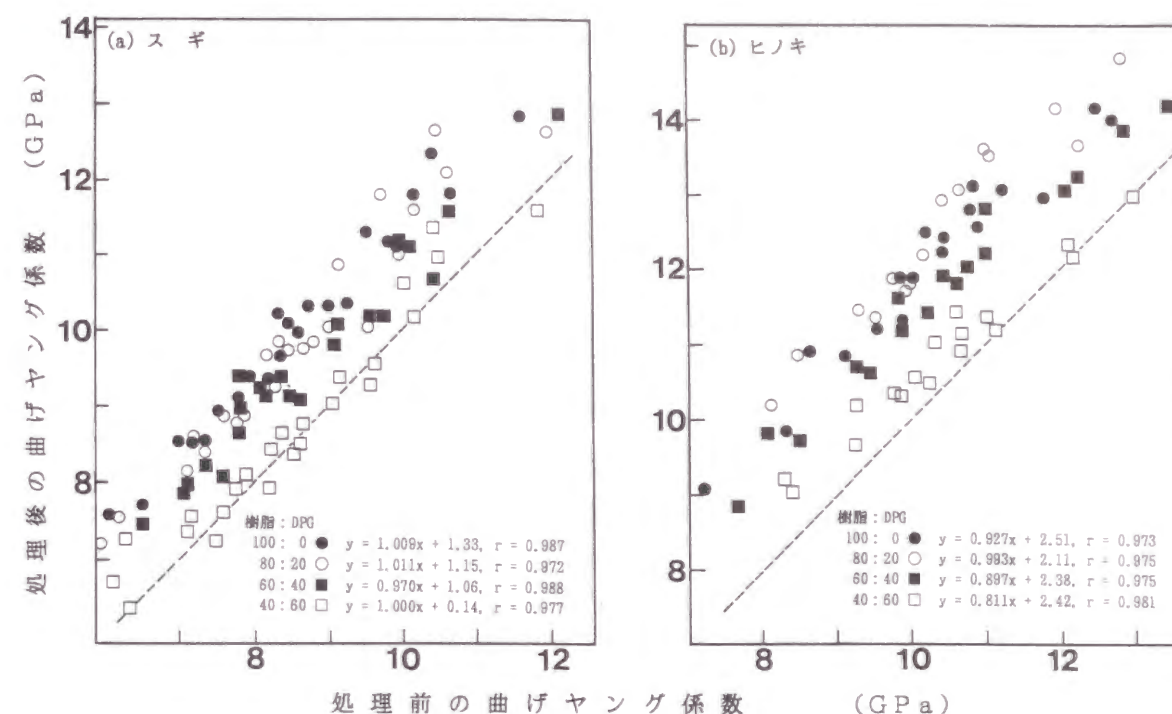 処理後の曲げヤング係数 (GPa)
(a) スギ
14
12
10
8
8
10
12
樹脂:DPG
100: 0 ● y = 1.009x + 1.33, r = 0.987
80:20 ○ y = 1.011x + 1.15, r = 0.972
60:40 ■ y = 0.970x + 1.06, r = 0.988
40:60 □ y = 1.000x + 0.14, r = 0.977
(b) ヒノキ
14
12
10
8
8
10
12
樹脂:DPG
100: 0 ● y = 0.927x + 2.51, r = 0.973
80:20 ○ y = 0.993x + 2.11, r = 0.975
60:40 ■ y = 0.897x + 2.38, r = 0.975
40:60 □ y = 0.811x + 2.42, r = 0.981
処理前の曲げヤング係数 (GPa)